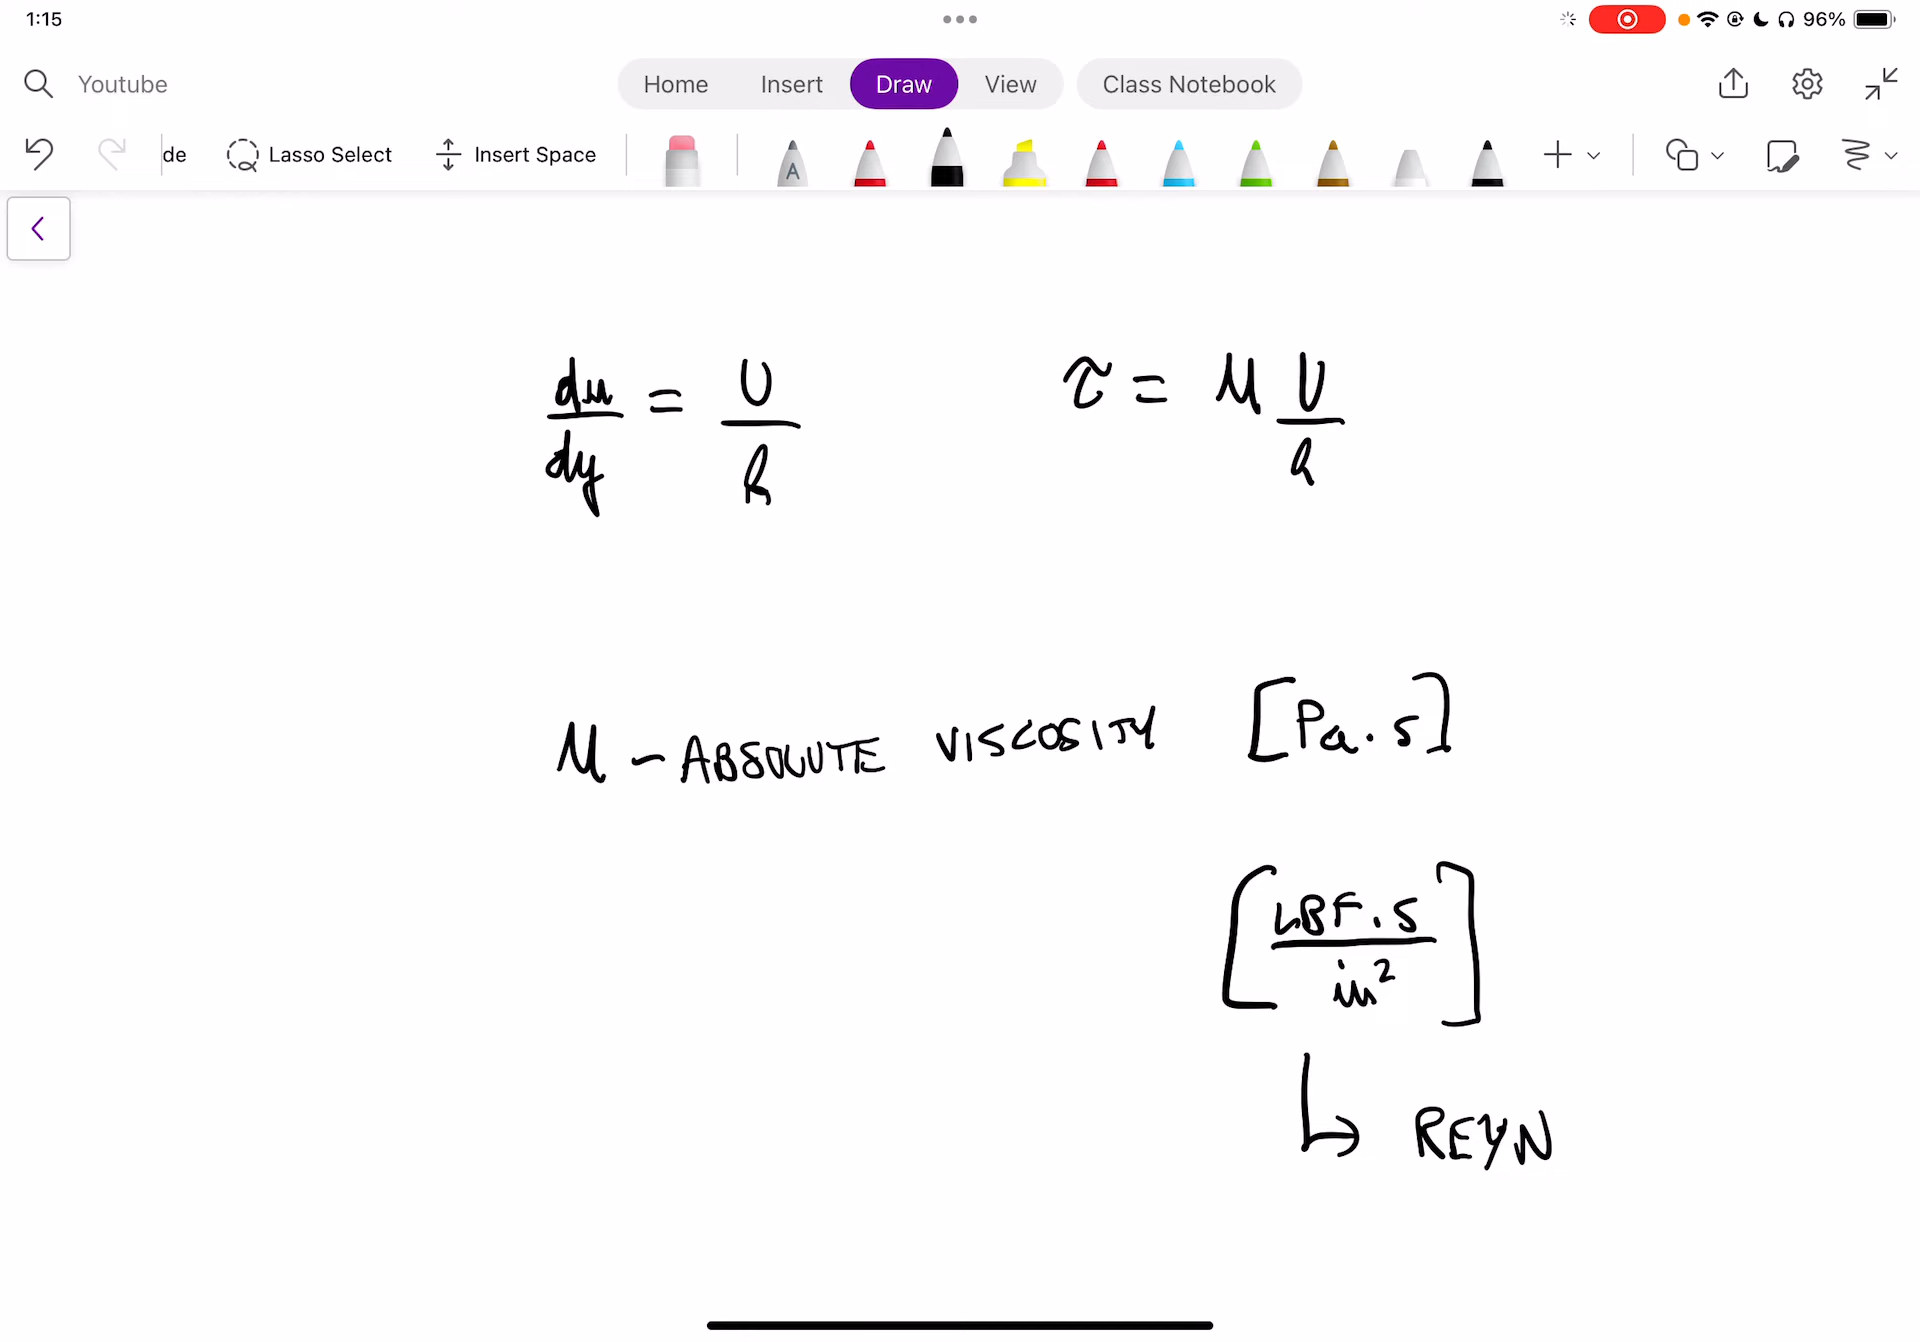 1:15
96%
Youtube
Home Insert Draw View Class Notebook
de Lasso Select Insert Space A
du/dy = U/h
τ = μ U/h
μ - ABSOLUTE VISCOSITY [Pa.s]
[LBF.s/in²]
↳ REYN